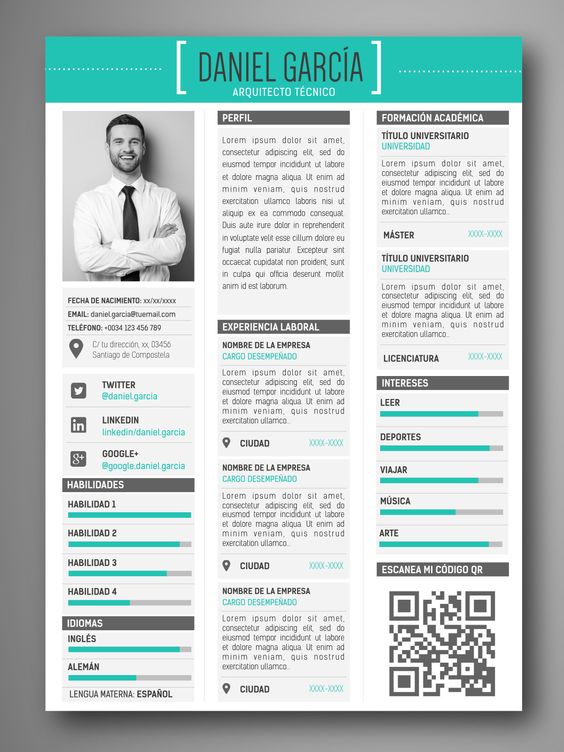 DANIEL GARCÍA
ARQUITECTO TÉCNICO
FECHA DE NACIMIENTO: xx/xx/xxxx
EMAIL: daniel.garcia@tuemail.com
TELÉFONO: +0034 123 456 789
C/ tu dirección, xx, 03456
Santiago de Compostela
TWITTER
@daniel.garcia
LINKEDIN
linkedin/daniel.garcia
GOOGLE+
@google.daniel.garcia
HABILIDADES
HABILIDAD 1
HABILIDAD 2
HABILIDAD 3
HABILIDAD 4
IDIOMAS
INGLÉS
ALEMÁN
LENGUA MATERNA: ESPAÑOL
PERFIL
Lorem ipsum dolor sit amet,
consectetur adipiscing elit, sed do
eiusmod tempor incididunt ut labore
et dolore magna aliqua. Ut enim ad
minim veniam, quis nostrud
exercitation ullamco laboris nisi ut
aliquip ex ea commodo consequat.
Duis aute irure dolor in reprehenderit
in voluptate velit esse cillum dolore eu
fugiat nulla pariatur. Excepteur sint
occaecat cupidatat non proident, sunt
in culpa qui officia deserunt mollit
anim id est laborum.
EXPERIENCIA LABORAL
NOMBRE DE LA EMPRESA
CARGO DESEMPEÑADO
Lorem ipsum dolor sit amet,
consectetur adipiscing elit, sed do
eiusmod tempor incididunt ut labore
et dolore magna aliqua. Ut enim ad
minim veniam, quis nostrud
exercitation ullamco...
CIUDAD XXXX-XXXX
NOMBRE DE LA EMPRESA
CARGO DESEMPEÑADO
Lorem ipsum dolor sit amet,
consectetur adipiscing elit, sed do
eiusmod tempor incididunt ut labore
et dolore magna aliqua. Ut enim ad
minim veniam, quis nostrud
exercitation ullamco...
CIUDAD XXXX-XXXX
NOMBRE DE LA EMPRESA
CARGO DESEMPEÑADO
Lorem ipsum dolor sit amet,
consectetur adipiscing elit, sed do
eiusmod tempor incididunt ut labore
et dolore magna aliqua. Ut enim ad
minim veniam, quis nostrud
exercitation ullamco...
CIUDAD XXXX-XXXX
FORMACIÓN ACADÉMICA
TÍTULO UNIVERSITARIO
UNIVERSIDAD
Lorem ipsum dolor sit amet,
consectetur adipiscing elit, sed do
eiusmod tempor incididunt ut labore
et dolore magna aliqua. Ut enim ad
minim veniam, quis nostrud
exercitation ullamco...
MÁSTER XXXX-XXXX
TÍTULO UNIVERSITARIO
UNIVERSIDAD
Lorem ipsum dolor sit amet,
consectetur adipiscing elit, sed do
eiusmod tempor incididunt ut labore
et dolore magna aliqua. Ut enim ad
minim veniam, quis nostrud
exercitation ullamco...
LICENCIATURA XXXX-XXXX
INTERESES
LEER
DEPORTES
VIAJAR
MÚSICA
ARTE
ESCANEA MI CÓDIGO QR